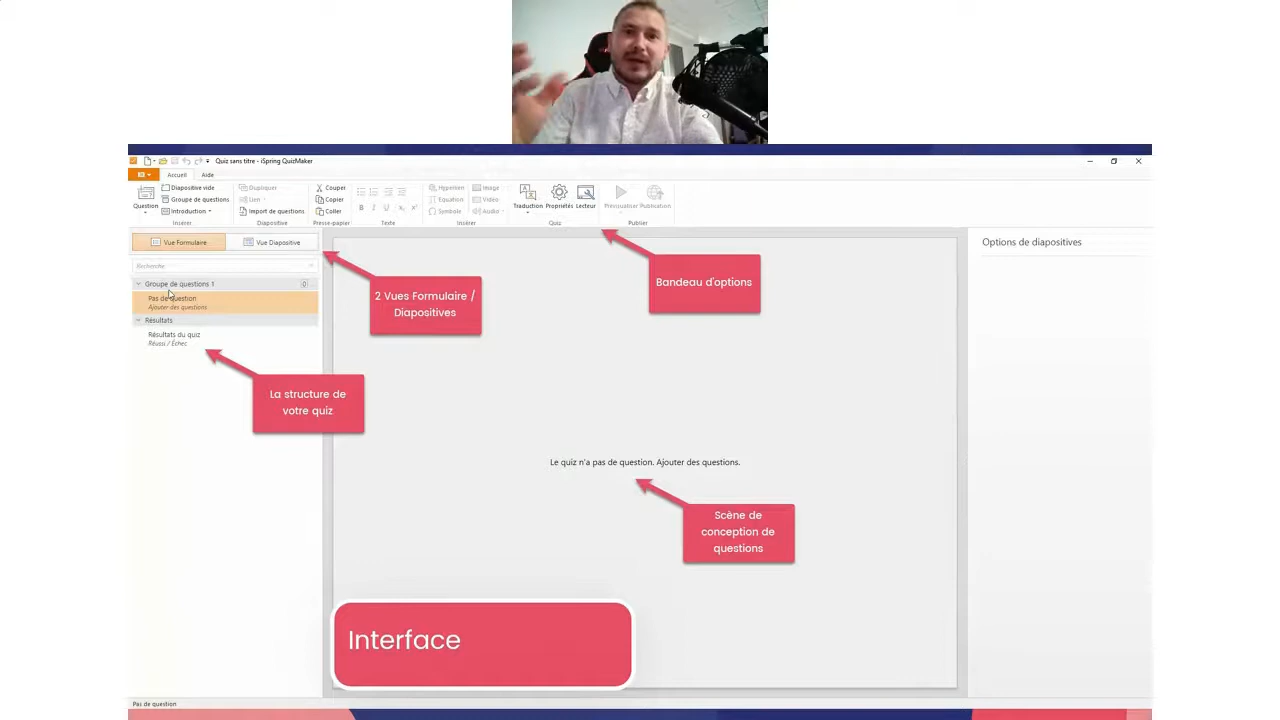 Quiz sans titre - iSpring QuizMaker
Accueil
Aide
Question
Diapositive vide
Groupe de questions
Introduction
Insérer
Dupliquer
Lien
Import de questions
Diapositive
Couper
Copier
Coller
Presse-papier
B I U X, X'
Texte
Hyperlien
Equation
Symbole
Image
Vidéo
Audio
Insérer
Traduction
Propriétés
Lecteur
Quiz
Prévisualiser
Publication
Publier
Vue Formulaire
Vue Diapositive
Recherche
Groupe de questions 1
0
Pas de question
Ajouter des questions
Résultats
Résultats du quiz
Réussi / Échec
Options de diapositives
2 Vues Formulaire /
Diapositives
Bandeau d'options
La structure de
votre quiz
Le quiz n'a pas de question. Ajouter des questions.
Scène de
conception de
questions
Interface
Pas de question